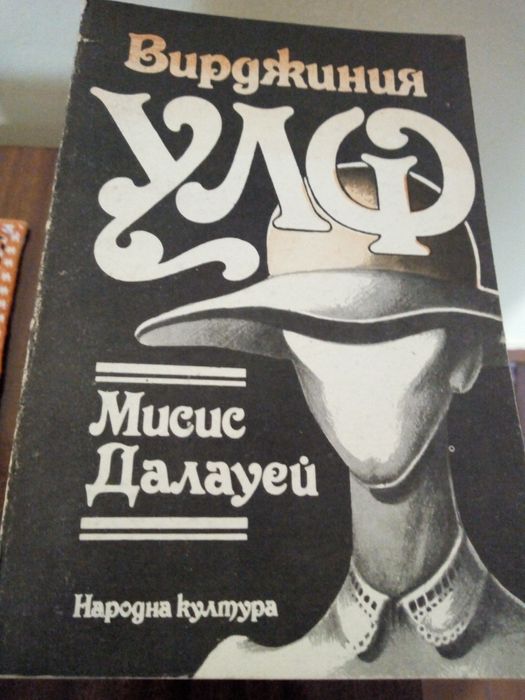 Вирджиния
УЛФ
Мисис
Далауей
Народна култура